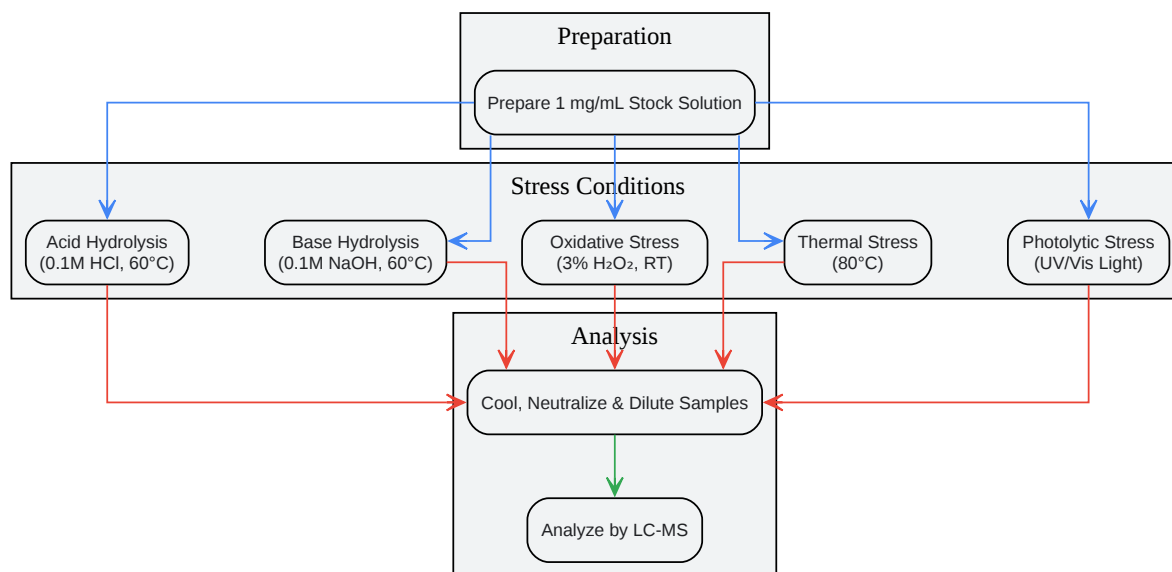 Preparation
Prepare 1 mg/mL Stock Solution
Stress Conditions
Acid Hydrolysis
(0.1M HCl, 60°C)
Base Hydrolysis
(0.1M NaOH, 60°C)
Oxidative Stress
(3% H₂O₂, RT)
Thermal Stress
(80°C)
Photolytic Stress
(UV/Vis Light)
Analysis
Cool, Neutralize & Dilute Samples
Analyze by LC-MS